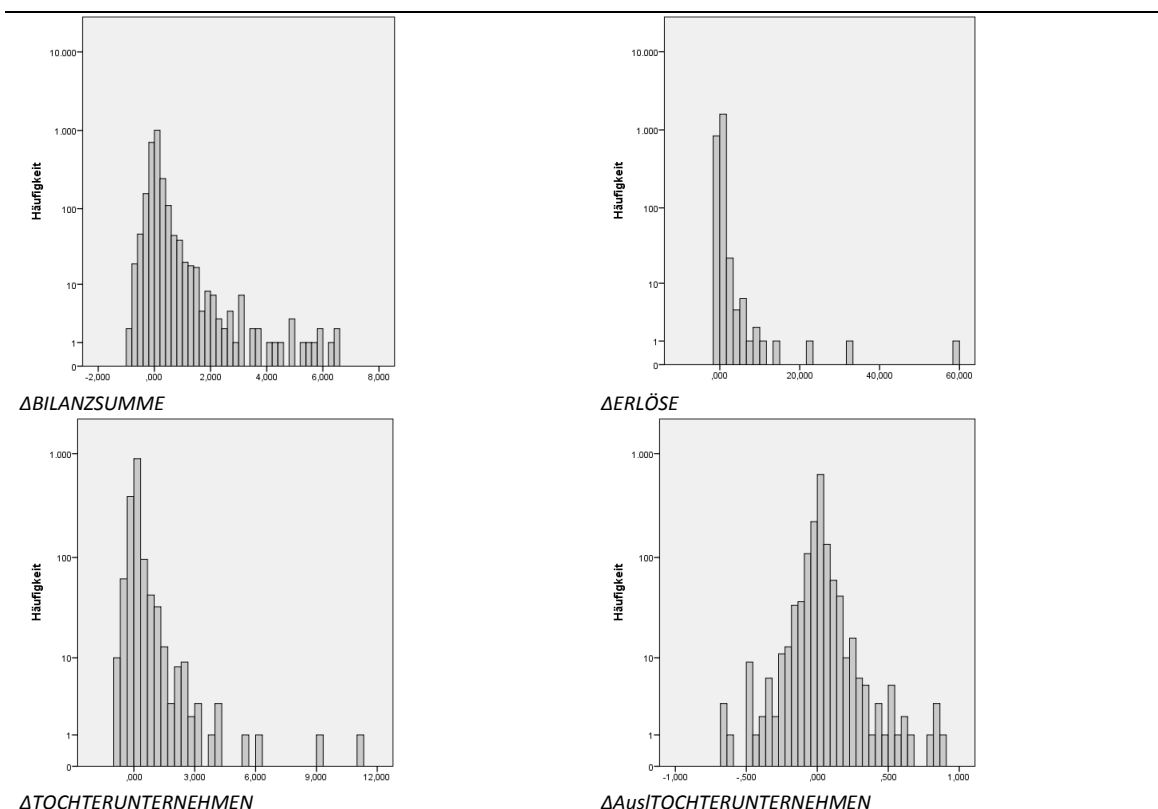 10.000
1.000
100
10
1
0
Häufigkeit
-2,000 ,000 2,000 4,000 6,000 8,000
ΔBILANZSUMME
10.000
1.000
100
10
1
0
Häufigkeit
,000 20,000 40,000 60,000
ΔERLÖSE
1.000
100
10
1
0
Häufigkeit
,000 3,000 6,000 9,000 12,000
ΔTOCHTERUNTERNEHMEN
1.000
100
10
1
0
Häufigkeit
-1,000 -,500 ,000 ,500 1,000
ΔAuslTOCHTERUNTERNEHMEN